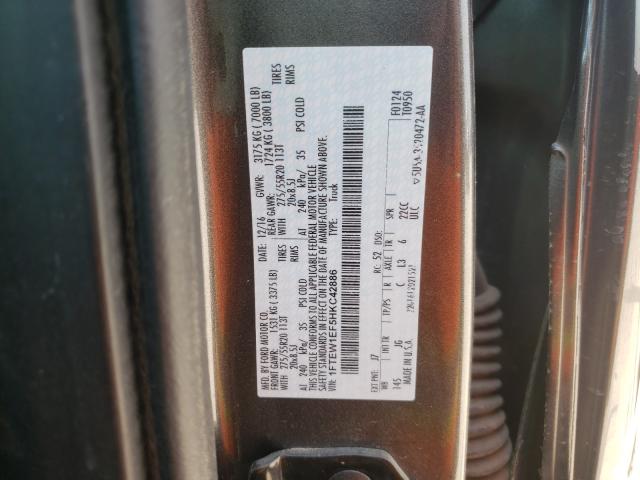 MFD. BY FORD MOTOR CO.
DATE: 12/16 GVWR: 3175 KG ( 7000 LB)
FRONT GAWR: 1531 KG ( 3375 LB) REAR GAWR: 1724 KG ( 3800 LB)
WITH 275/55R20 113T TIRES WITH 275/55R20 113T TIRES
20x8.5J RIMS 20x8.5J RIMS
AT 240 kPa/ 35 PSI COLD AT 240 kPa/ 35 PSI COLD
THIS VEHICLE CONFORMS TO ALL APPLICABLE FEDERAL MOTOR VEHICLE
SAFETY STANDARDS IN EFFECT ON THE DATE OF MANUFACTURE SHOWN ABOVE.
VIN: 1FTEW1EF5HKC42886
TYPE: Truck
F0124
T0950
EXT PNT: J7 RC: 52 DSO:
WB INT TR TP/PS R AXLE TR SPR
145 JG C L3 6 22CC
MADE IN U.S.A. ULC